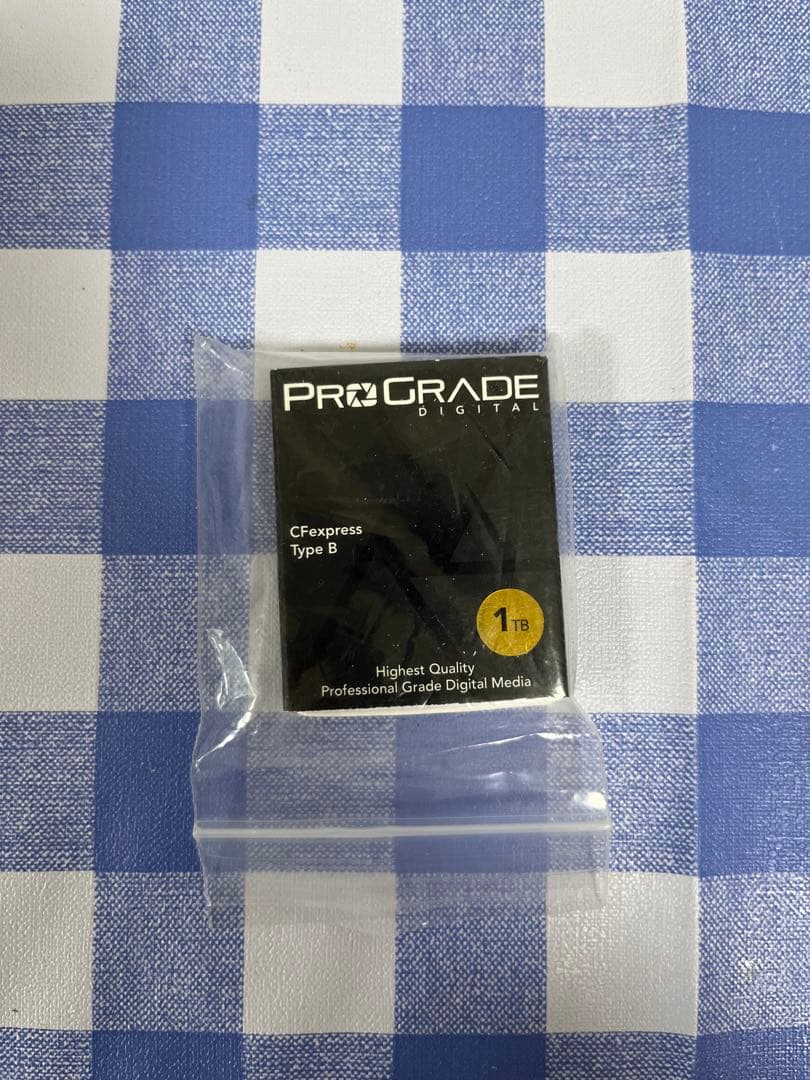 PROGRADE
DIGITAL
CFexpress
Type B
1TB
Highest Quality
Professional Grade Digital Media